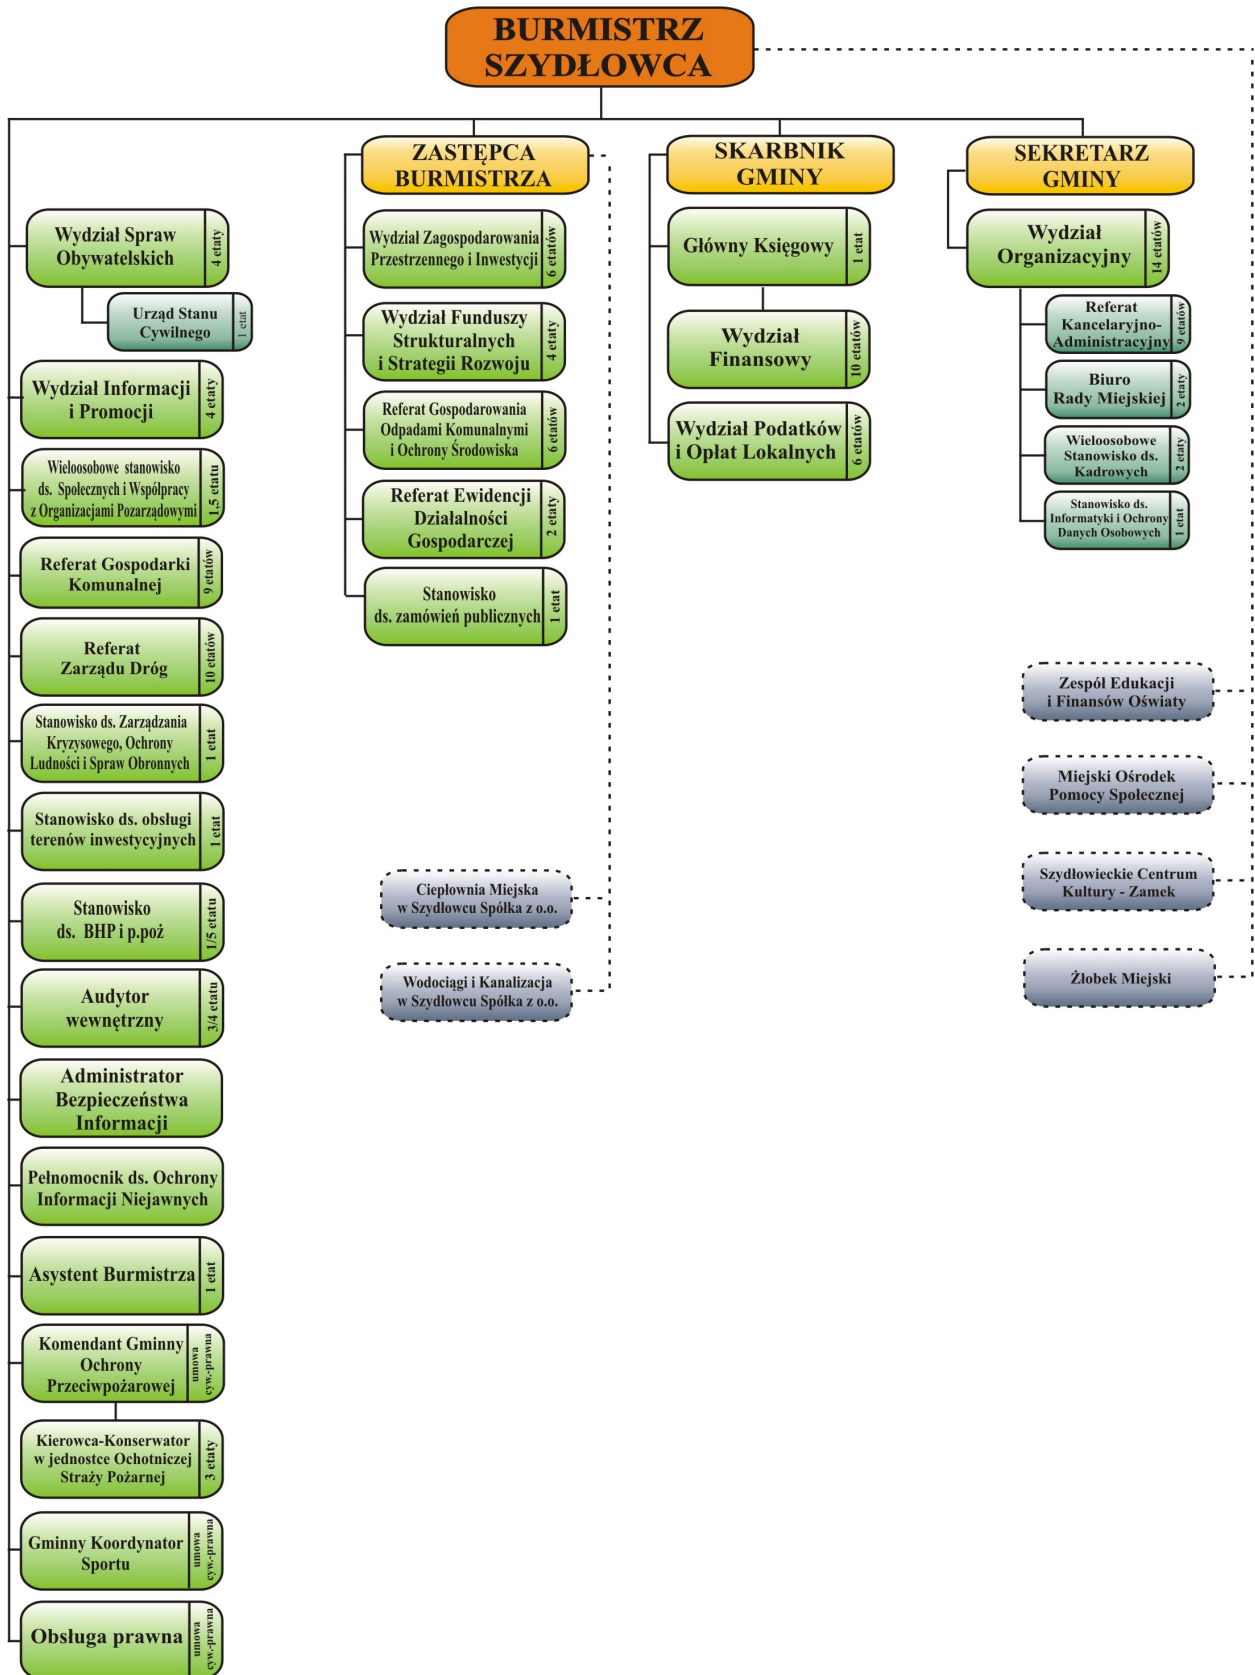 BURMISTRZ
SZYDŁOWCA
ZASTĘPCA
BURMISTRZA
SKARBNIK
GMINY
SEKRETARZ
GMINY
Wydział Spraw
Obywatelskich
4 etaty
Urząd Stanu
Cywilnego
1 etat
Wydział Informacji
i Promocji
4 etaty
Wieloosobowe stanowisko
ds. Społecznych i Współpracy
z Organizacjami Pozarządowymi
1,5 etatu
Referat Gospodarki
Komunalnej
9 etatów
Referat
Zarządu Dróg
10 etatów
Stanowisko ds. Zarządzania
Kryzysowego, Ochrony
Ludności i Spraw Obronnych
1 etat
Stanowisko ds. obsługi
terenów inwestycyjnych
1 etat
Stanowisko
ds. BHP i p.poż
1/5 etatu
Audytor
wewnętrzny
3/4 etatu
Administrator
Bezpieczeństwa
Informacji
Pełnomocnik ds. Ochrony
Informacji Niejawnych
Asystent Burmistrza
1 etat
Komendant Gminny
Ochrony
Przeciwpożarowej
umowa
cyw.-prawna
Kierowca-Konserwator
w jednostce Ochotniczej
Straży Pożarnej
3 etaty
Gminny Koordynator
Sportu
umowa
cyw.-prawna
Obsługa prawna
umowa
cyw.-prawna
Wydział Zagospodarowania
Przestrzennego i Inwestycji
6 etatów
Wydział Funduszy
Strukturalnych
i Strategii Rozwoju
4 etaty
Referat Gospodarowania
Odpadami Komunalnymi
i Ochrony Środowiska
6 etatów
Referat Ewidencji
Działalności
Gospodarczej
2 etaty
Stanowisko
ds. zamówień publicznych
1 etat
Ciepłownia Miejska
w Szydłowcu Spółka z o.o.
Wodociągi i Kanalizacja
w Szydłowcu Spółka z o.o.
Główny Księgowy
1 etat
Wydział
Finansowy
10 etatów
Wydział Podatków
i Opłat Lokalnych
6 etatów
Wydział
Organizacyjny
14 etatów
Referat
Kancelaryjno-
Administracyjny
9 etatów
Biuro
Rady Miejskiej
2 etaty
Wieloosobowe
Stanowisko ds.
Kadrowych
2 etaty
Stanowisko ds.
Informatyki i Ochrony
Danych Osobowych
1 etat
Zespół Edukacji
i Finansów Oświaty
Miejski Ośrodek
Pomocy Społecznej
Szydłowieckie Centrum
Kultury - Zamek
Żłobek Miejski